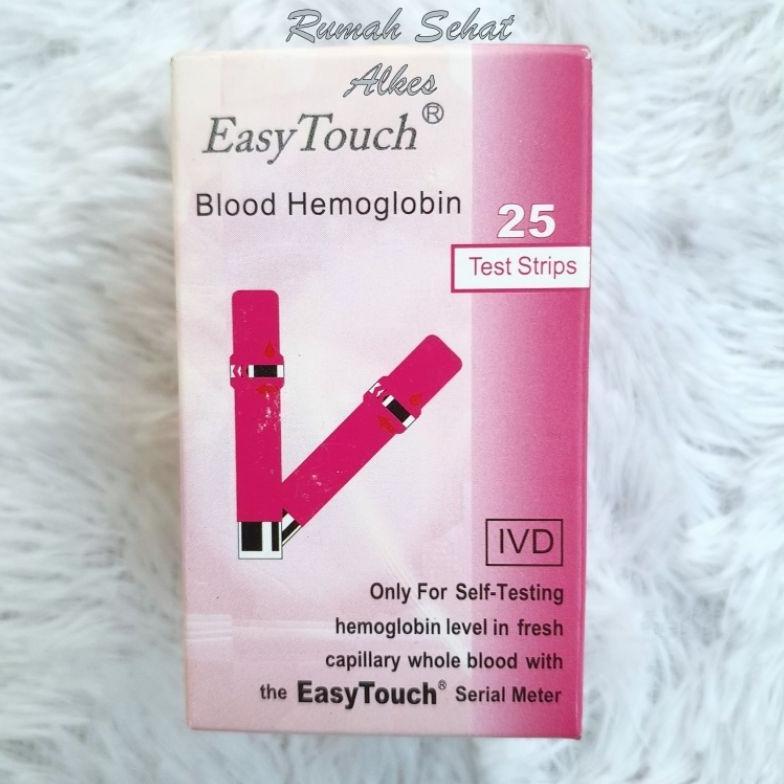 Rumah Sehat
Alkes
EasyTouch®
Blood Hemoglobin
25
Test Strips
IVD
Only For Self-Testing
hemoglobin level in fresh
capillary whole blood with
the EasyTouch® Serial Meter